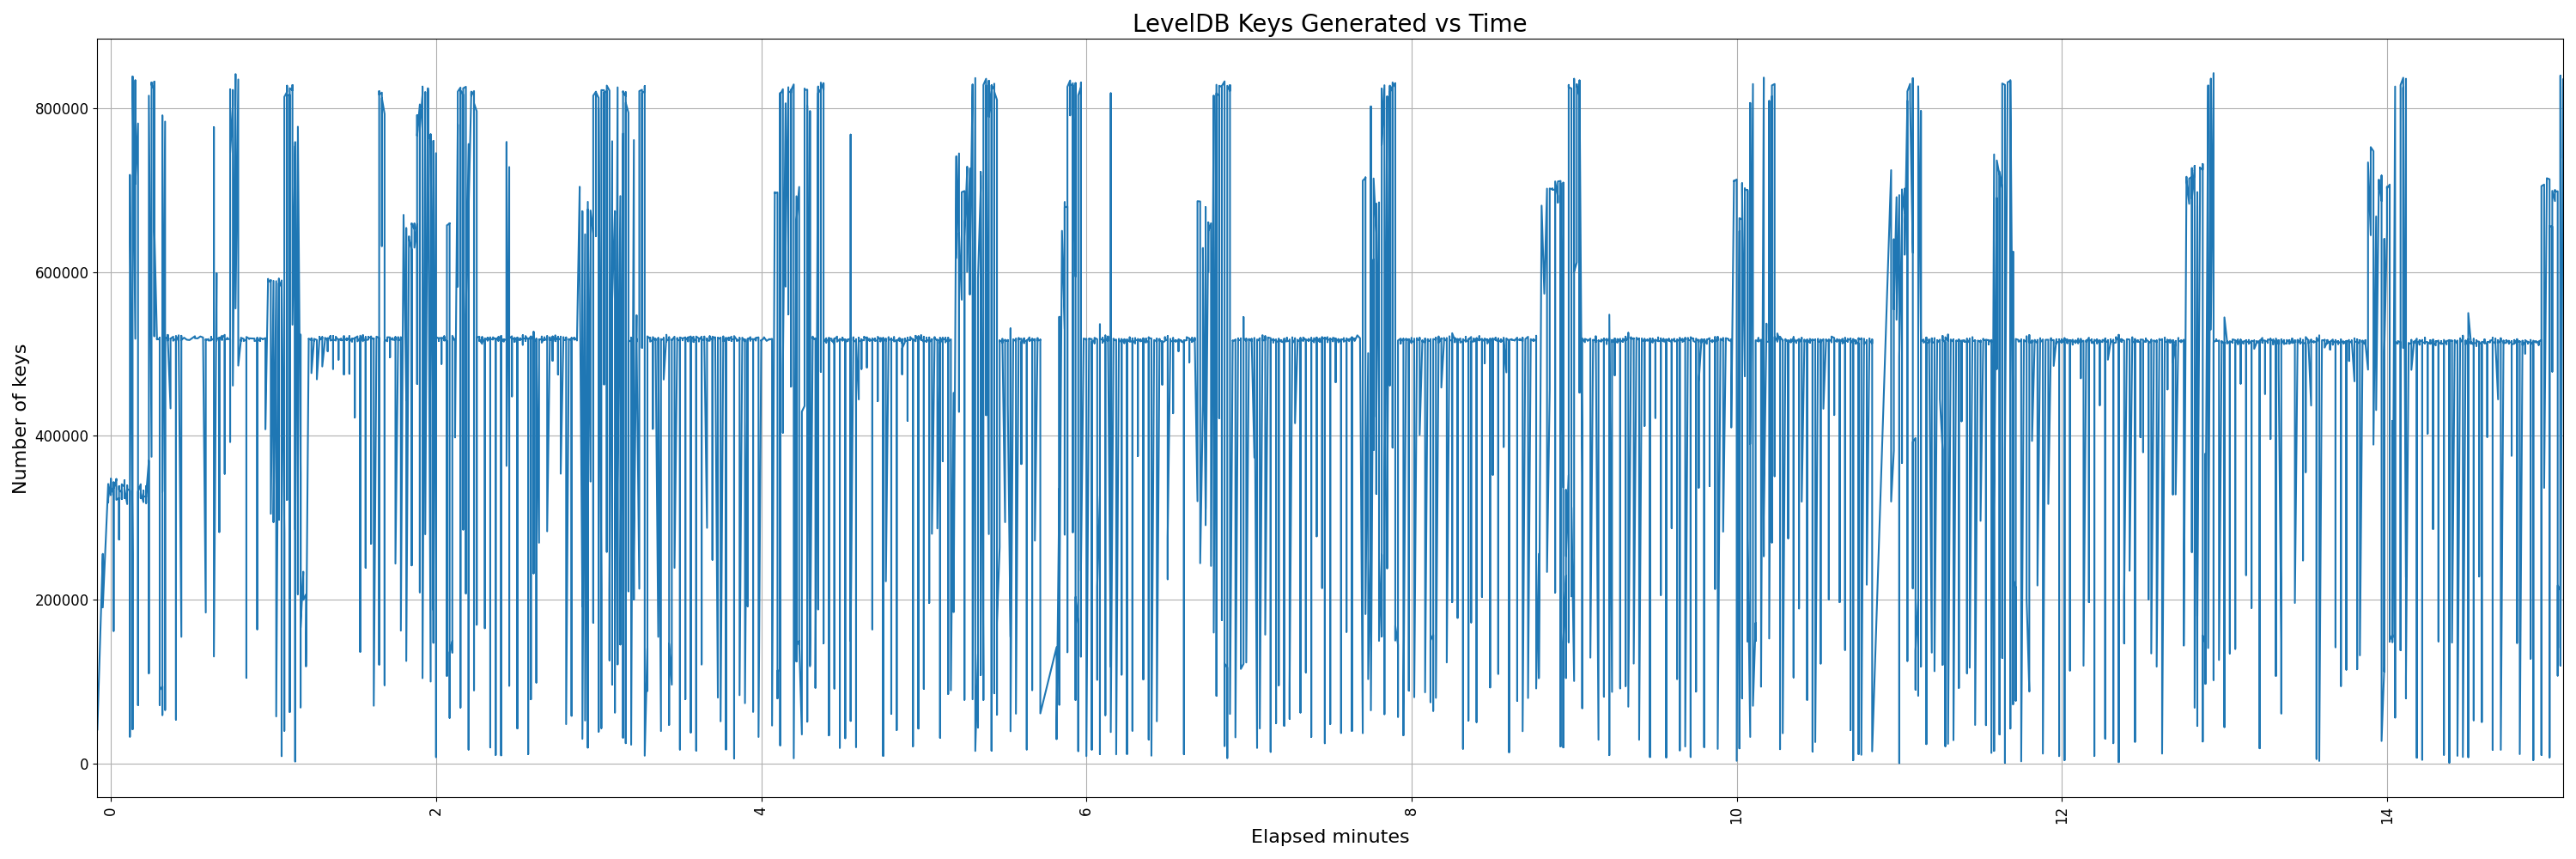 LevelDB Keys Generated vs Time
Number of keys
800000
600000
400000
200000
0
0 2 4 6 8 10 12 14
Elapsed minutes